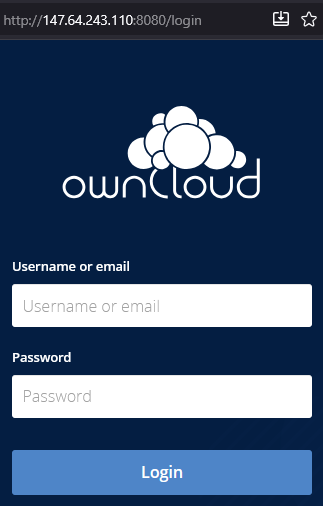 http://147.64.243.110:8080/login
ownCloud
Username or email
Username or email
Password
Password
Login